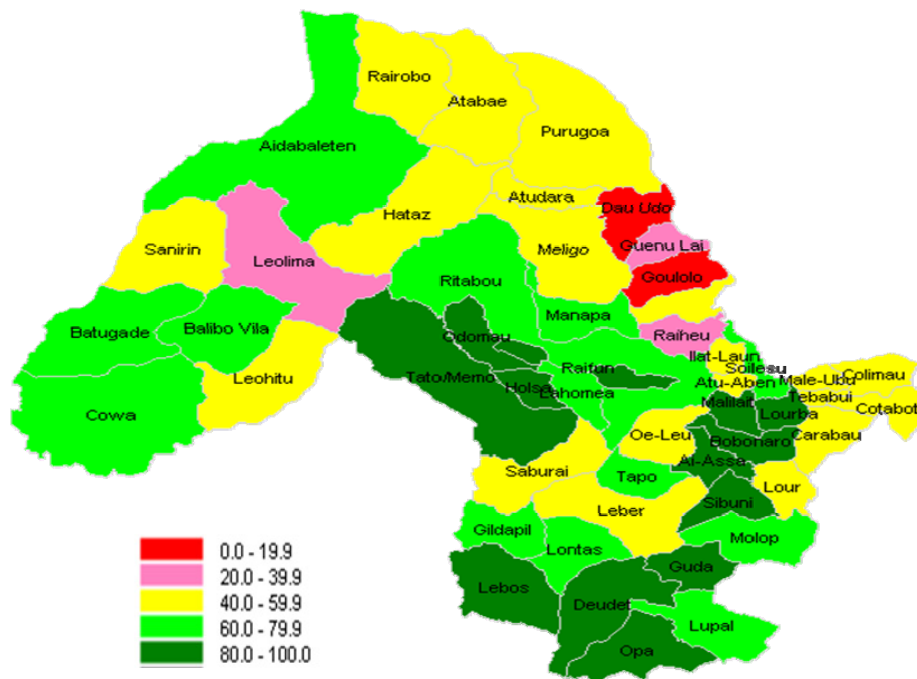 Rairobo
Atabae
Purugoa
Aidabaleten
Atudara
Dau Udo
Hataz
Guenu Lai
Sanirin
Meligo
Leolima
Goulolo
Ritabou
Batugade
Balibo Vila
Manapa
Odomau
Raiheu
Ilat-Laun
Soilesu
Raifun
Leohitu
Tato/Memo
Holsa
Lahomea
Atu-Aben
Male-Ubu
Colimau
Malilait
Tebabui
Cowa
Lourba
Cotabot
Oe-Leu
Bobonaro
Carabau
Al-Assa
Saburai
Tapo
Lour
Sibuni
Leber
Gildapil
Molop
Lontas
Guda
Lebos
Deudet
Lupal
Opa
0.0 - 19.9
20.0 - 39.9
40.0 - 59.9
60.0 - 79.9
80.0 - 100.0